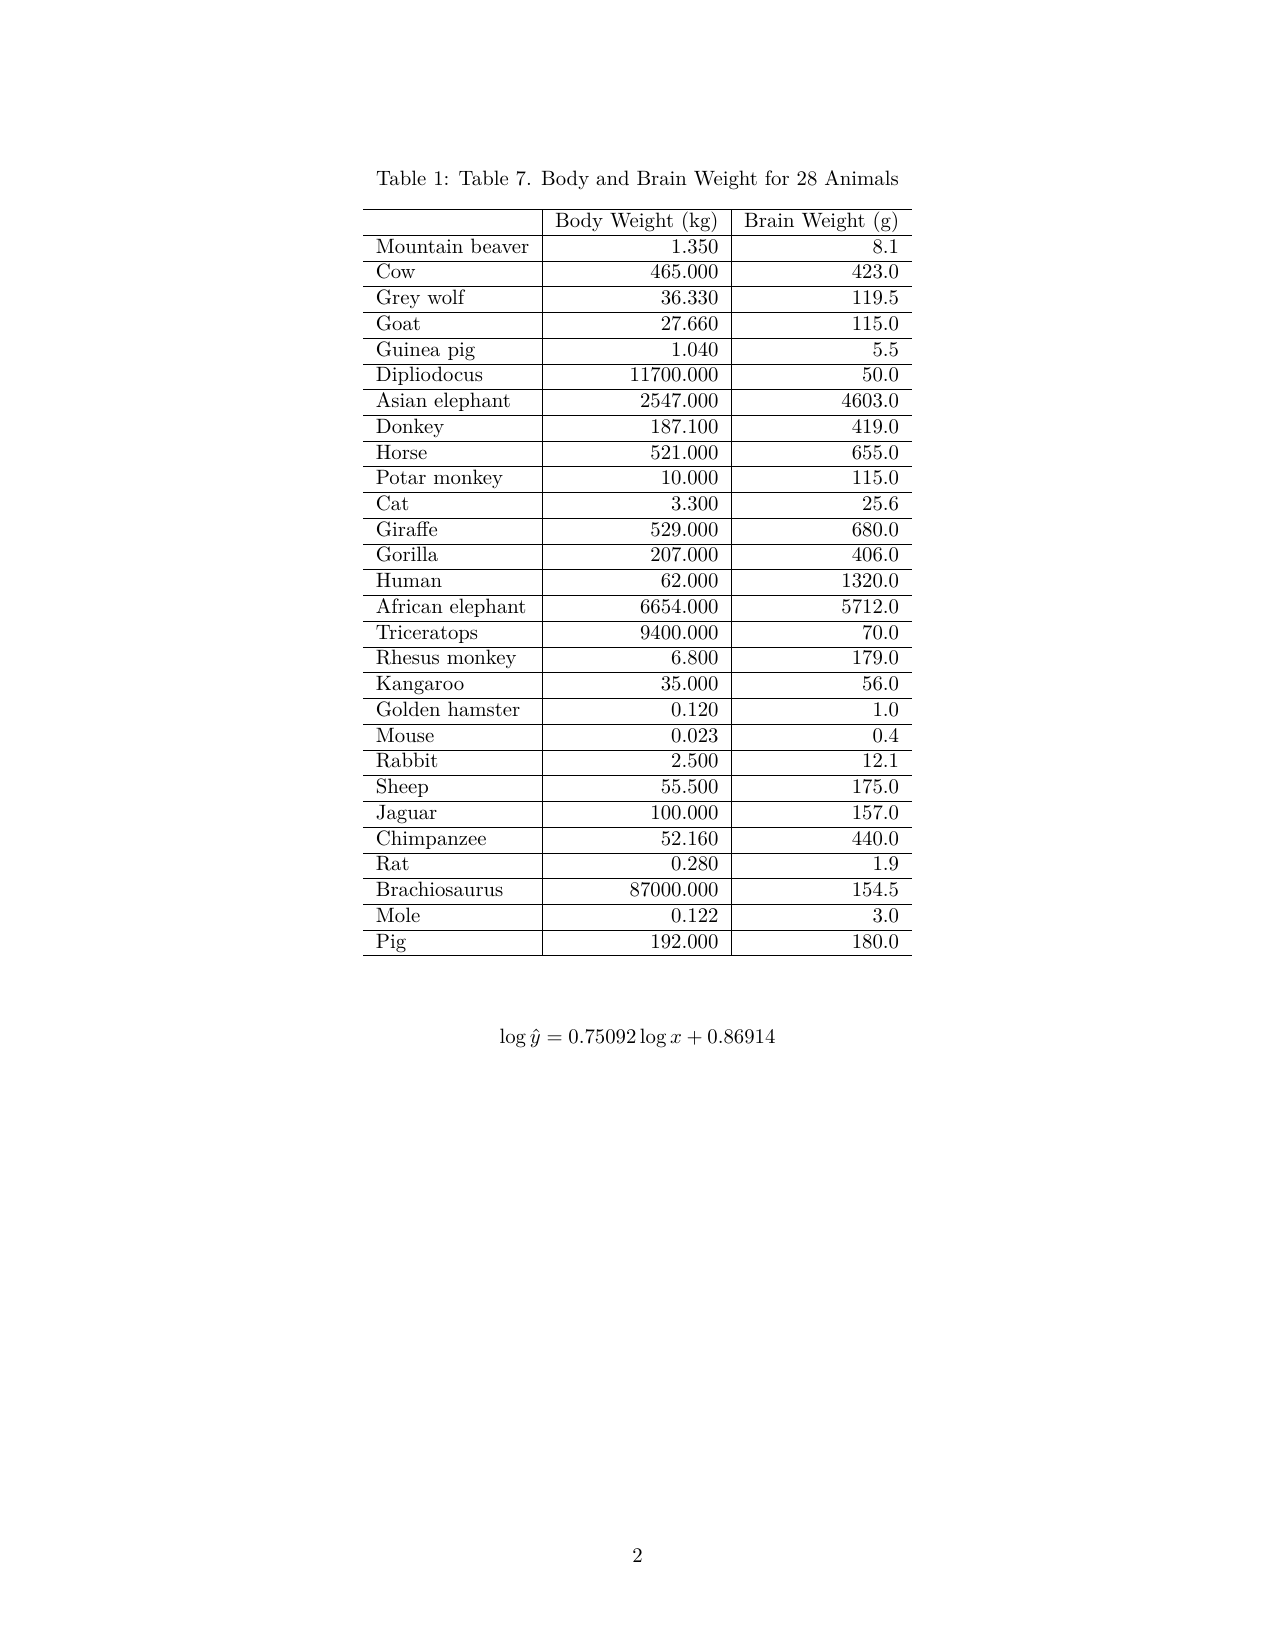 Table 1: Table 7. Body and Brain Weight for 28 Animals
Body Weight (kg) Brain Weight (g)
Mountain beaver 1.350 8.1
Cow 465.000 423.0
Grey wolf 36.330 119.5
Goat 27.660 115.0
Guinea pig 1.040 5.5
Dipliodocus 11700.000 50.0
Asian elephant 2547.000 4603.0
Donkey 187.100 419.0
Horse 521.000 655.0
Potar monkey 10.000 115.0
Cat 3.300 25.6
Giraffe 529.000 680.0
Gorilla 207.000 406.0
Human 62.000 1320.0
African elephant 6654.000 5712.0
Triceratops 9400.000 70.0
Rhesus monkey 6.800 179.0
Kangaroo 35.000 56.0
Golden hamster 0.120 1.0
Mouse 0.023 0.4
Rabbit 2.500 12.1
Sheep 55.500 175.0
Jaguar 100.000 157.0
Chimpanzee 52.160 440.0
Rat 0.280 1.9
Brachiosaurus 87000.000 154.5
Mole 0.122 3.0
Pig 192.000 180.0
log ŷ = 0.75092 log x + 0.86914
2